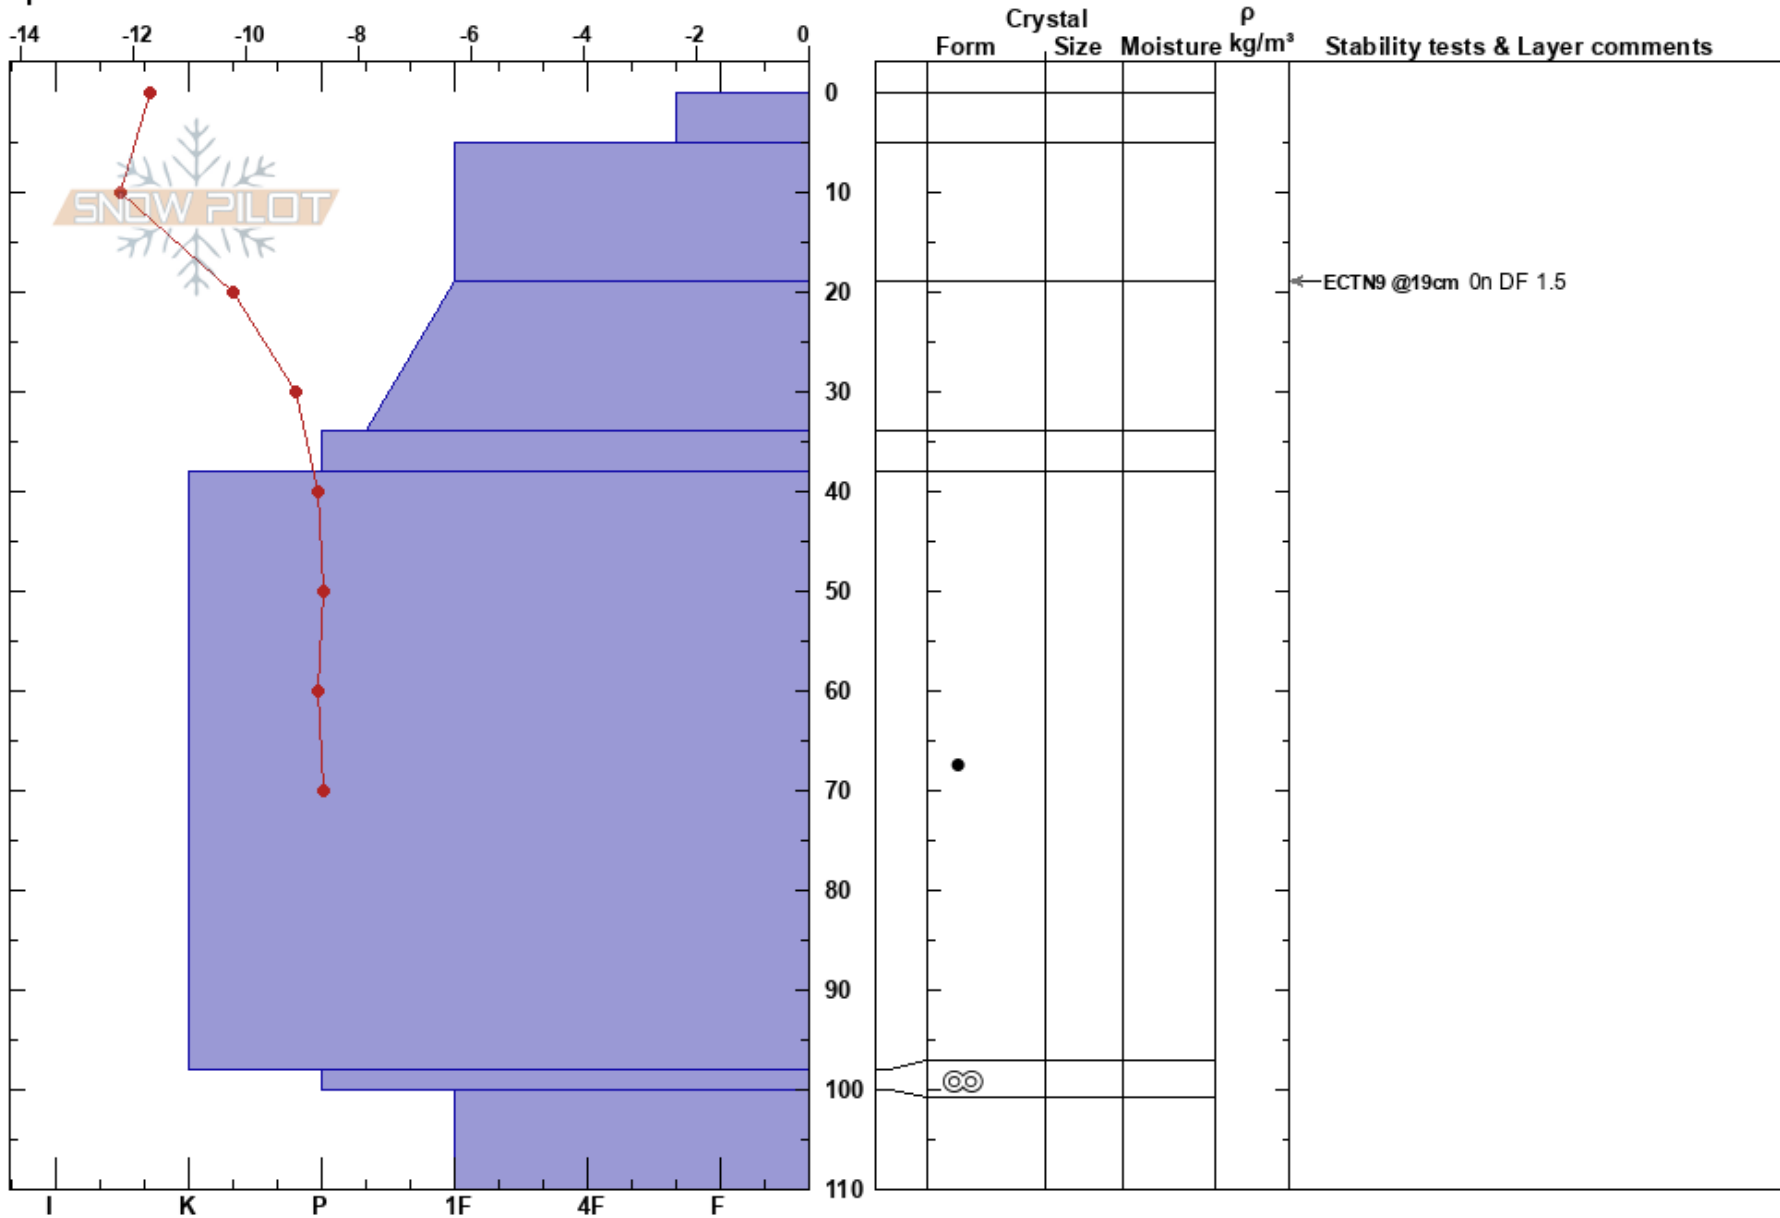 Crystal ρ
Form Size Moisture kg/m³ Stability tests & Layer comments
-14 -12 -10 -8 -6 -4 -2 0
0
10
SNOW PILOT
20
ECTN9 @19cm 0n DF 1.5
30
40
50
60
70
80
90
100
110
I K P 1F 4F F